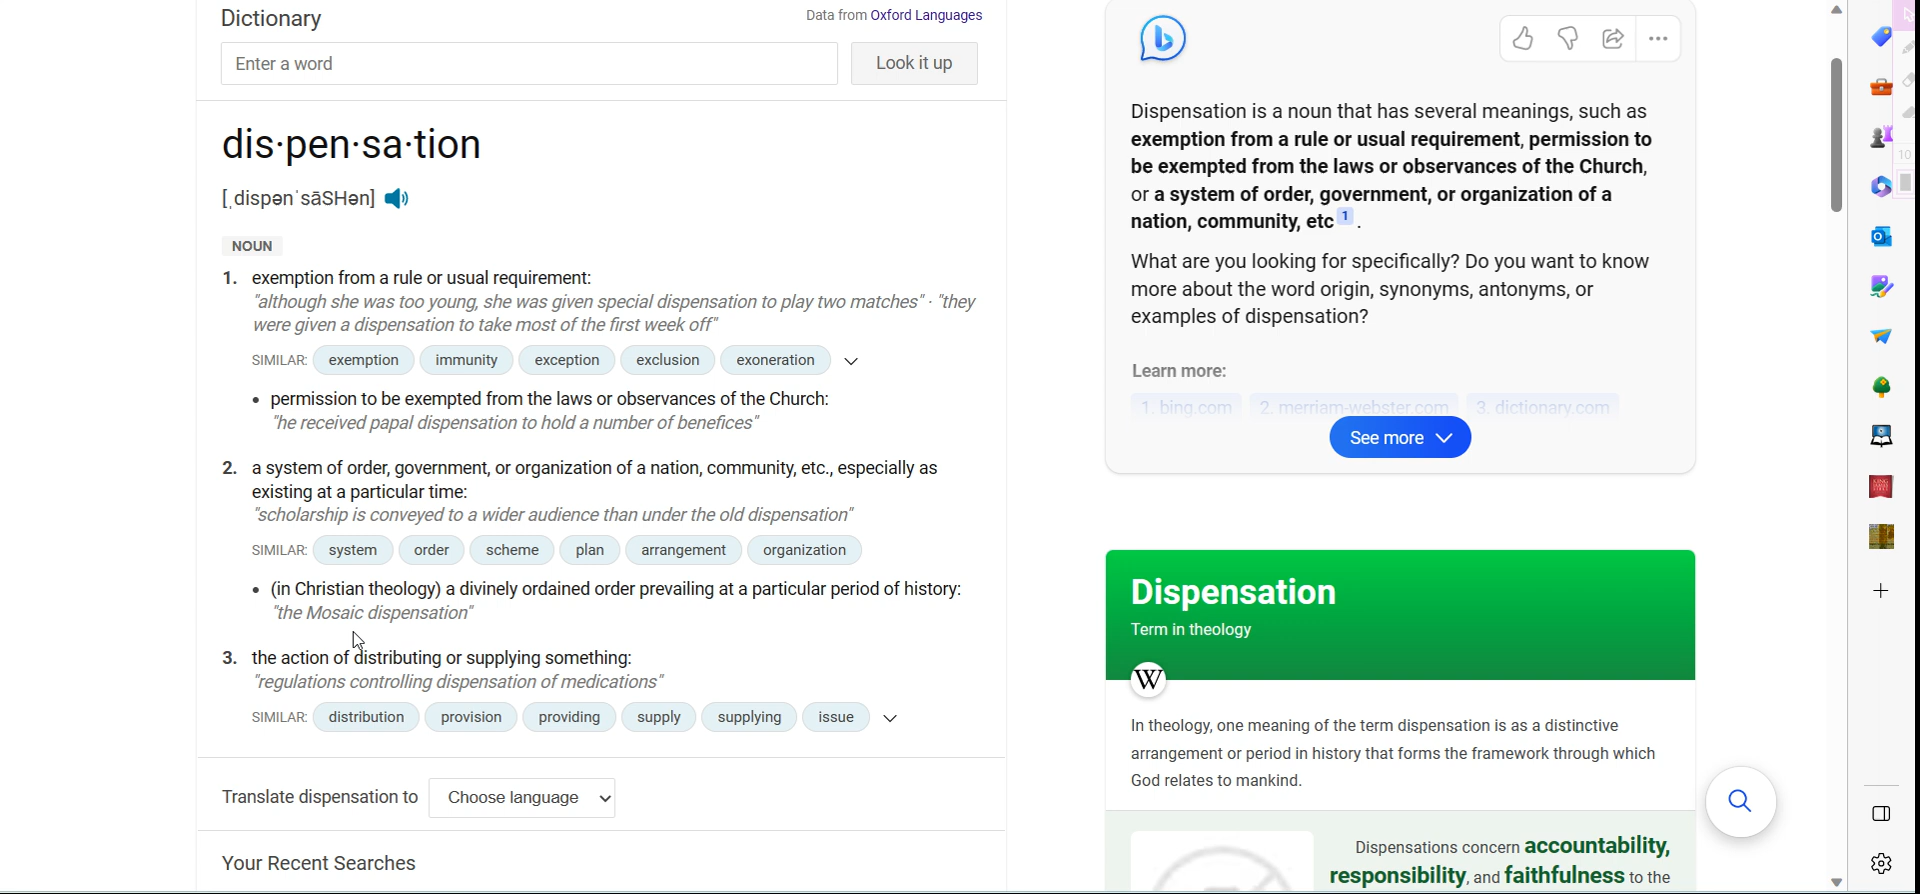 Dictionary
Data from Oxford Languages
Enter a word
Look it up
dis·pen·sa·tion
[ˌdispənˈsāSHən]
NOUN
1. exemption from a rule or usual requirement:
"although she was too young, she was given special dispensation to play two matches" · "they
were given a dispensation to take most of the first week off"
SIMILAR: exemption immunity exception exclusion exoneration
• permission to be exempted from the laws or observances of the Church:
"he received papal dispensation to hold a number of benefices"
2. a system of order, government, or organization of a nation, community, etc., especially as
existing at a particular time:
"scholarship is conveyed to a wider audience than under the old dispensation"
SIMILAR: system order scheme plan arrangement organization
• (in Christian theology) a divinely ordained order prevailing at a particular period of history:
"the Mosaic dispensation"
3. the action of distributing or supplying something:
"regulations controlling dispensation of medications"
SIMILAR: distribution provision providing supply supplying issue
Translate dispensation to Choose language
Your Recent Searches
Dispensation is a noun that has several meanings, such as
exemption from a rule or usual requirement, permission to
be exempted from the laws or observances of the Church,
or a system of order, government, or organization of a
nation, community, etc 1 .
What are you looking for specifically? Do you want to know
more about the word origin, synonyms, antonyms, or
examples of dispensation?
Learn more:
1. bing.com 2. merriam-webster.com 3. dictionary.com
See more
Dispensation
Term in theology
W
In theology, one meaning of the term dispensation is as a distinctive
arrangement or period in history that forms the framework through which
God relates to mankind.
Dispensations concern accountability,
responsibility, and faithfulness to the
10